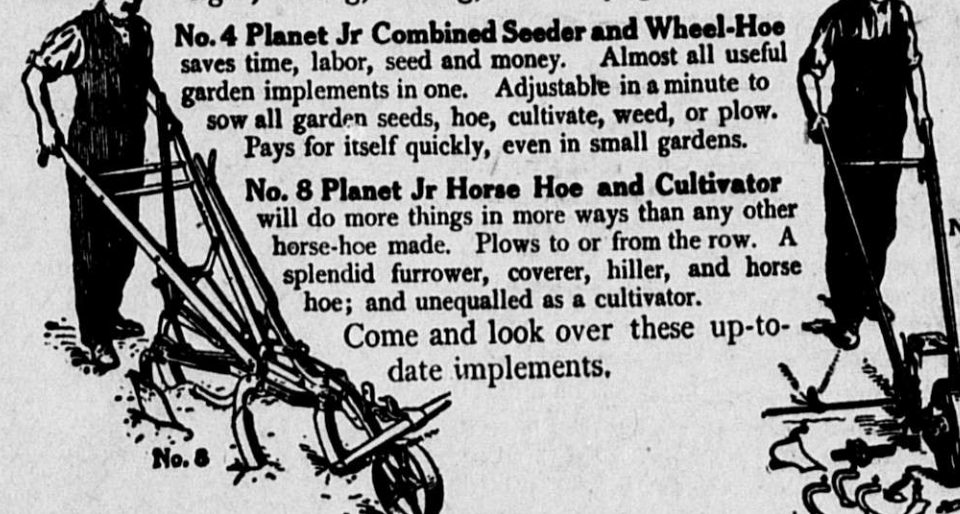 No. 4 Planet Jr Combined Seeder and Wheel-Hoe
saves time, labor, seed and money. Almost all useful
garden implements in one. Adjustable in a minute to
sow all garden seeds, hoe, cultivate, weed, or plow.
Pays for itself quickly, even in small gardens.
No. 8 Planet Jr Horse Hoe and Cultivator
will do more things in more ways than any other
horse-hoe made. Plows to or from the row. A
splendid furrower, coverer, hiller, and horse
hoe; and unequalled as a cultivator.
Come and look over these up-to-
date implements.
No. 8